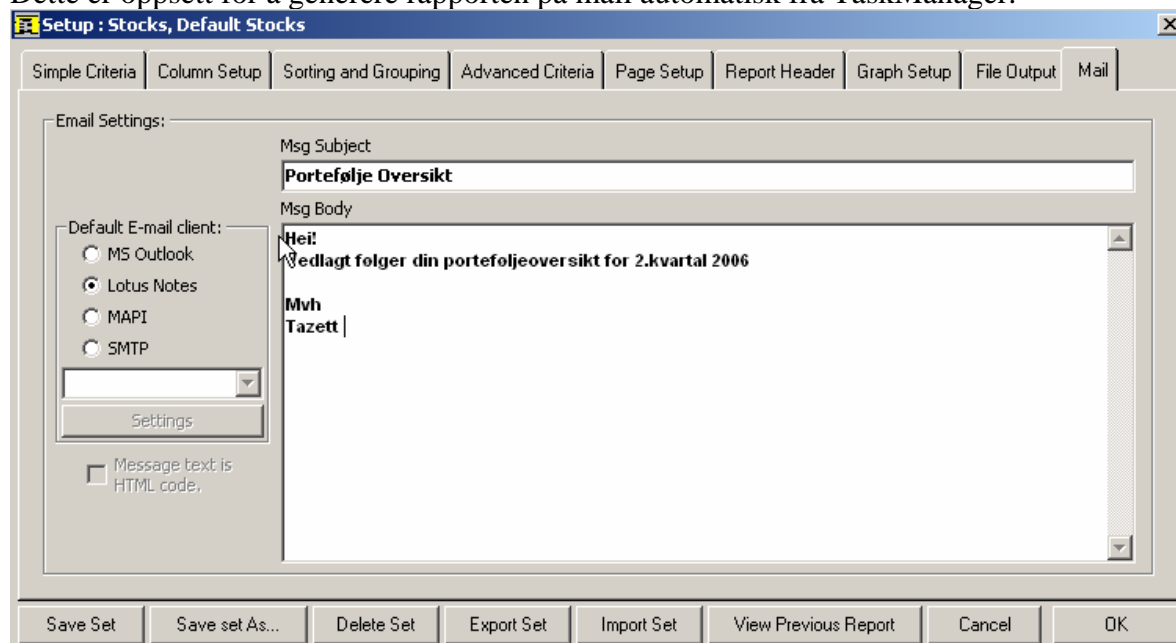 Dette er oppsett for å generere rapporten på mail automatisk fra TaskManager.
Setup : Stocks, Default Stocks
Simple Criteria
Column Setup
Sorting and Grouping
Advanced Criteria
Page Setup
Report Header
Graph Setup
File Output
Mail
Email Settings:
Msg Subject
Portefølje Oversikt
Msg Body
Hei!
Vedlagt følger din porteføljeoversikt for 2.kvartal 2006
Mvh
Tazett
Default E-mail client:
MS Outlook
Lotus Notes
MAPI
SMTP
Settings
Message text is
HTML code.
Save Set
Save set As...
Delete Set
Export Set
Import Set
View Previous Report
Cancel
OK